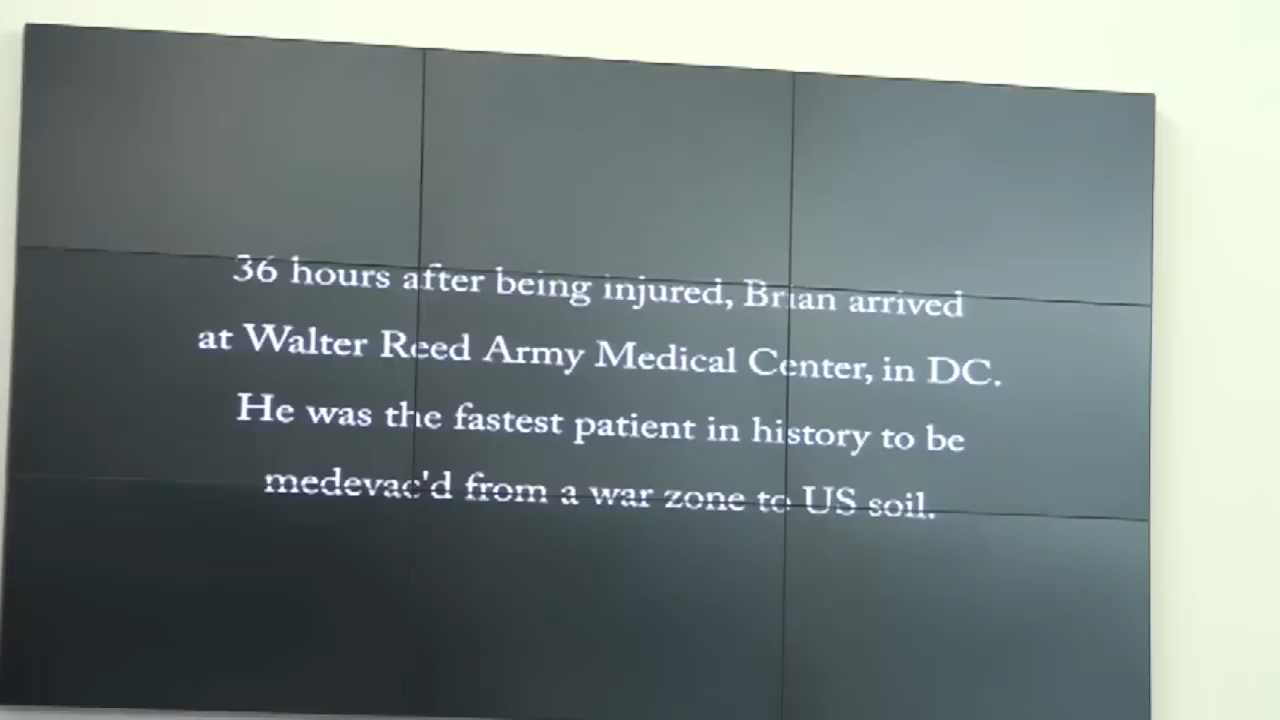 36 hours after being injured, Brian arrived
at Walter Reed Army Medical Center, in DC.
He was the fastest patient in history to be
medevac'd from a war zone to US soil.